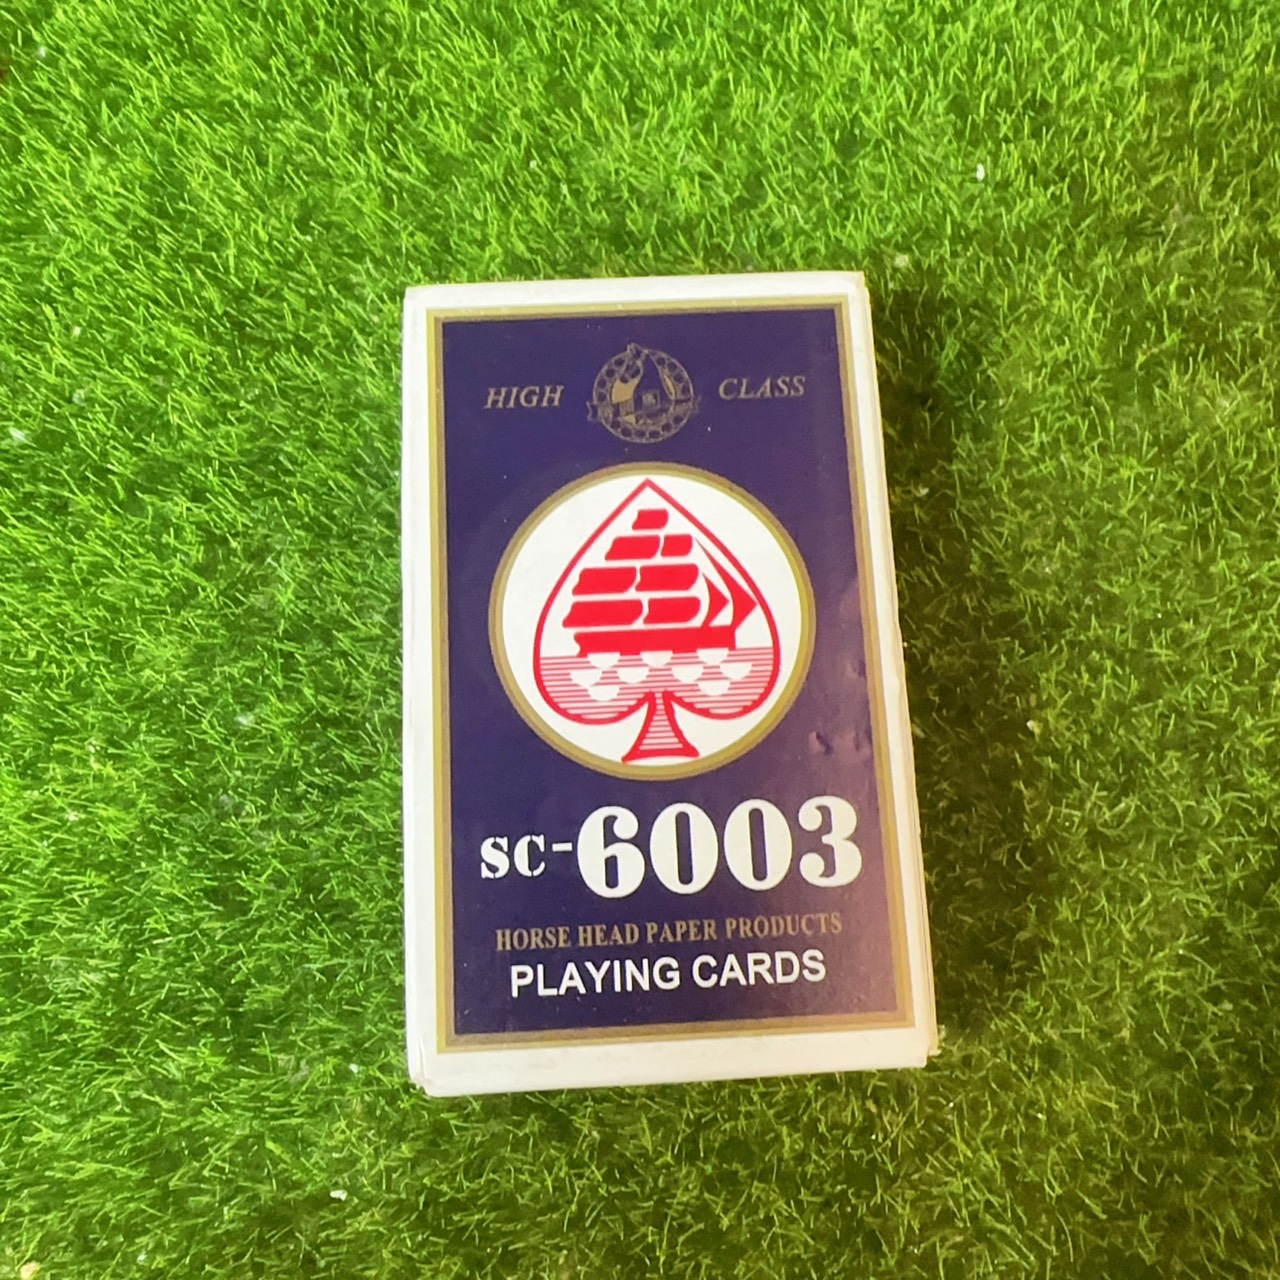 HIGH CLASS
SC-6003
HORSE HEAD PAPER PRODUCTS
PLAYING CARDS